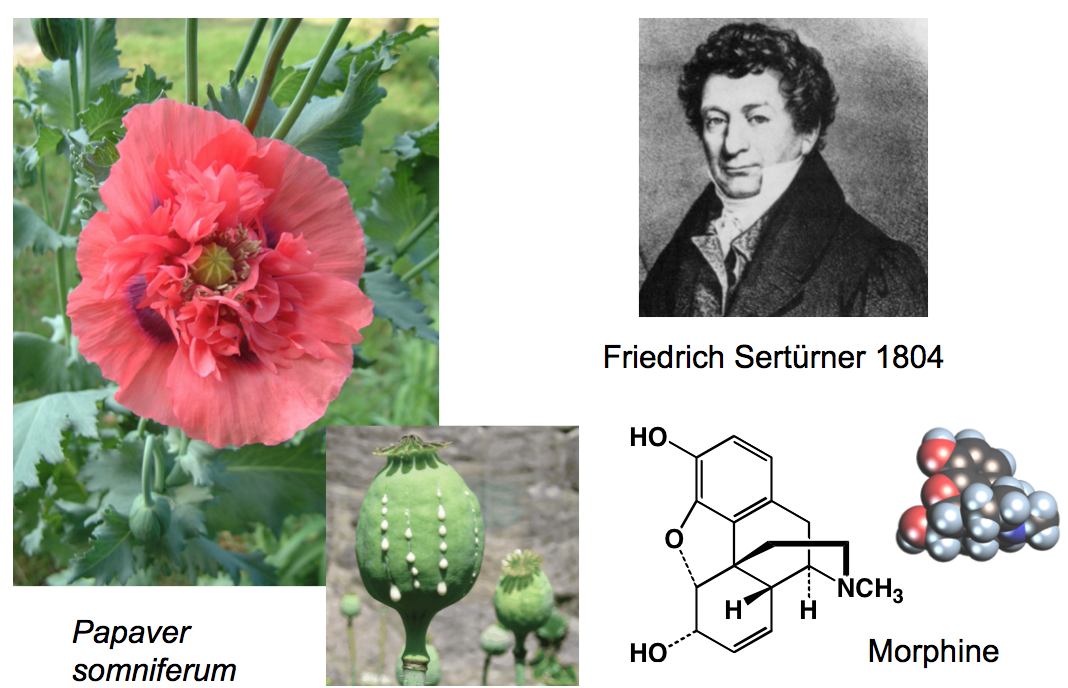 Friedrich Sertürner 1804
HO
O
H
H
NCH3
HO
Morphine
Papaver
somniferum